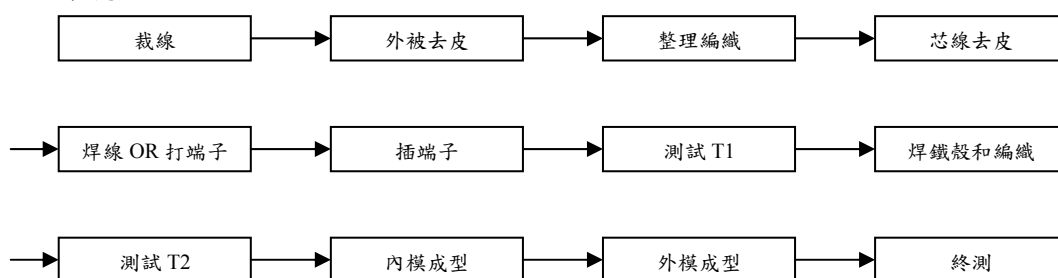 裁線
外被去皮
整理編織
芯線去皮
焊線 OR 打端子
插端子
測試 T1
焊鐵殼和編織
測試 T2
內模成型
外模成型
終測